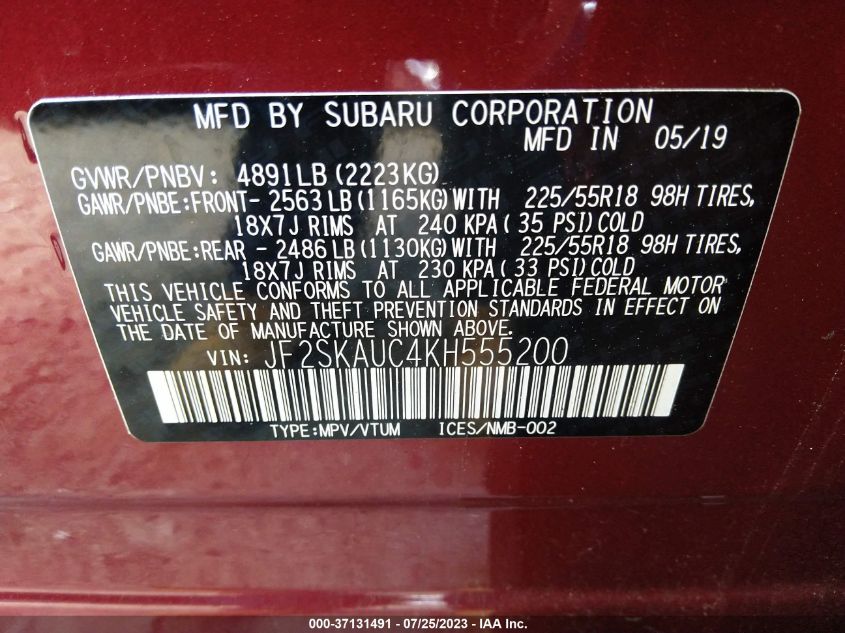 MFD BY SUBARU CORPORATION
MFD IN 05/19
GVWR/PNBV: 4891LB (2223KG)
GAWR/PNBE:FRONT- 2563 LB (1165KG) WITH 225/55R18 98H TIRES,
18X7J RIMS AT 240 KPA ( 35 PSI) COLD
GAWR/PNBE:REAR - 2486 LB (1130KG) WITH 225/55R18 98H TIRES,
18X7J RIMS AT 230 KPA ( 33 PSI) COLD
THIS VEHICLE CONFORMS TO ALL APPLICABLE FEDERAL MOTOR
VEHICLE SAFETY AND THEFT PREVENTION STANDARDS IN EFFECT ON
THE DATE OF MANUFACTURE SHOWN ABOVE.
VIN: JF2SKAUC4KH555200
TYPE:MPV/VTUM ICES/NMB-002
000-37131491 - 07/25/2023 - IAA Inc.